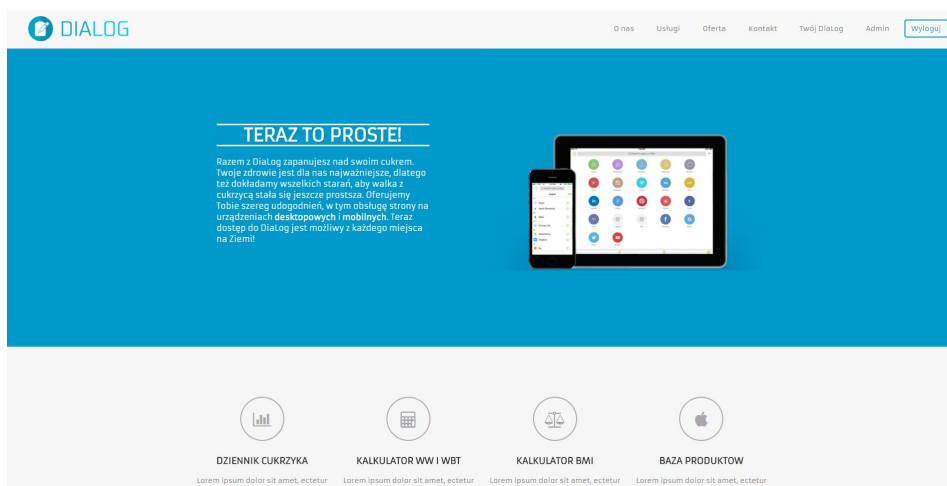 DIALOG
O nas Usługi Oferta Kontakt Twój DiaLog Admin Wyloguj
TERAZ TO PROSTE!
Razem z DiaLog zapanujesz nad swoim cukrem.
Twoje zdrowie jest dla nas najważniejsze, dlatego
też dokładamy wszelkich starań, aby walka z
cukrzycą stała się jeszcze prostsza. Oferujemy
Tobie szereg udogodnień, w tym obsługę strony na
urządzeniach desktopowych i mobilnych. Teraz
dostęp do DiaLog jest możliwy z każdego miejsca
na Ziemi!
DZIENNIK CUKRZYKA KALKULATOR WW I WBT KALKULATOR BMI BAZA PRODUKTOW
Lorem ipsum dolor sit amet, ectetur Lorem ipsum dolor sit amet, ectetur Lorem ipsum dolor sit amet, ectetur Lorem ipsum dolor sit amet, ectetur